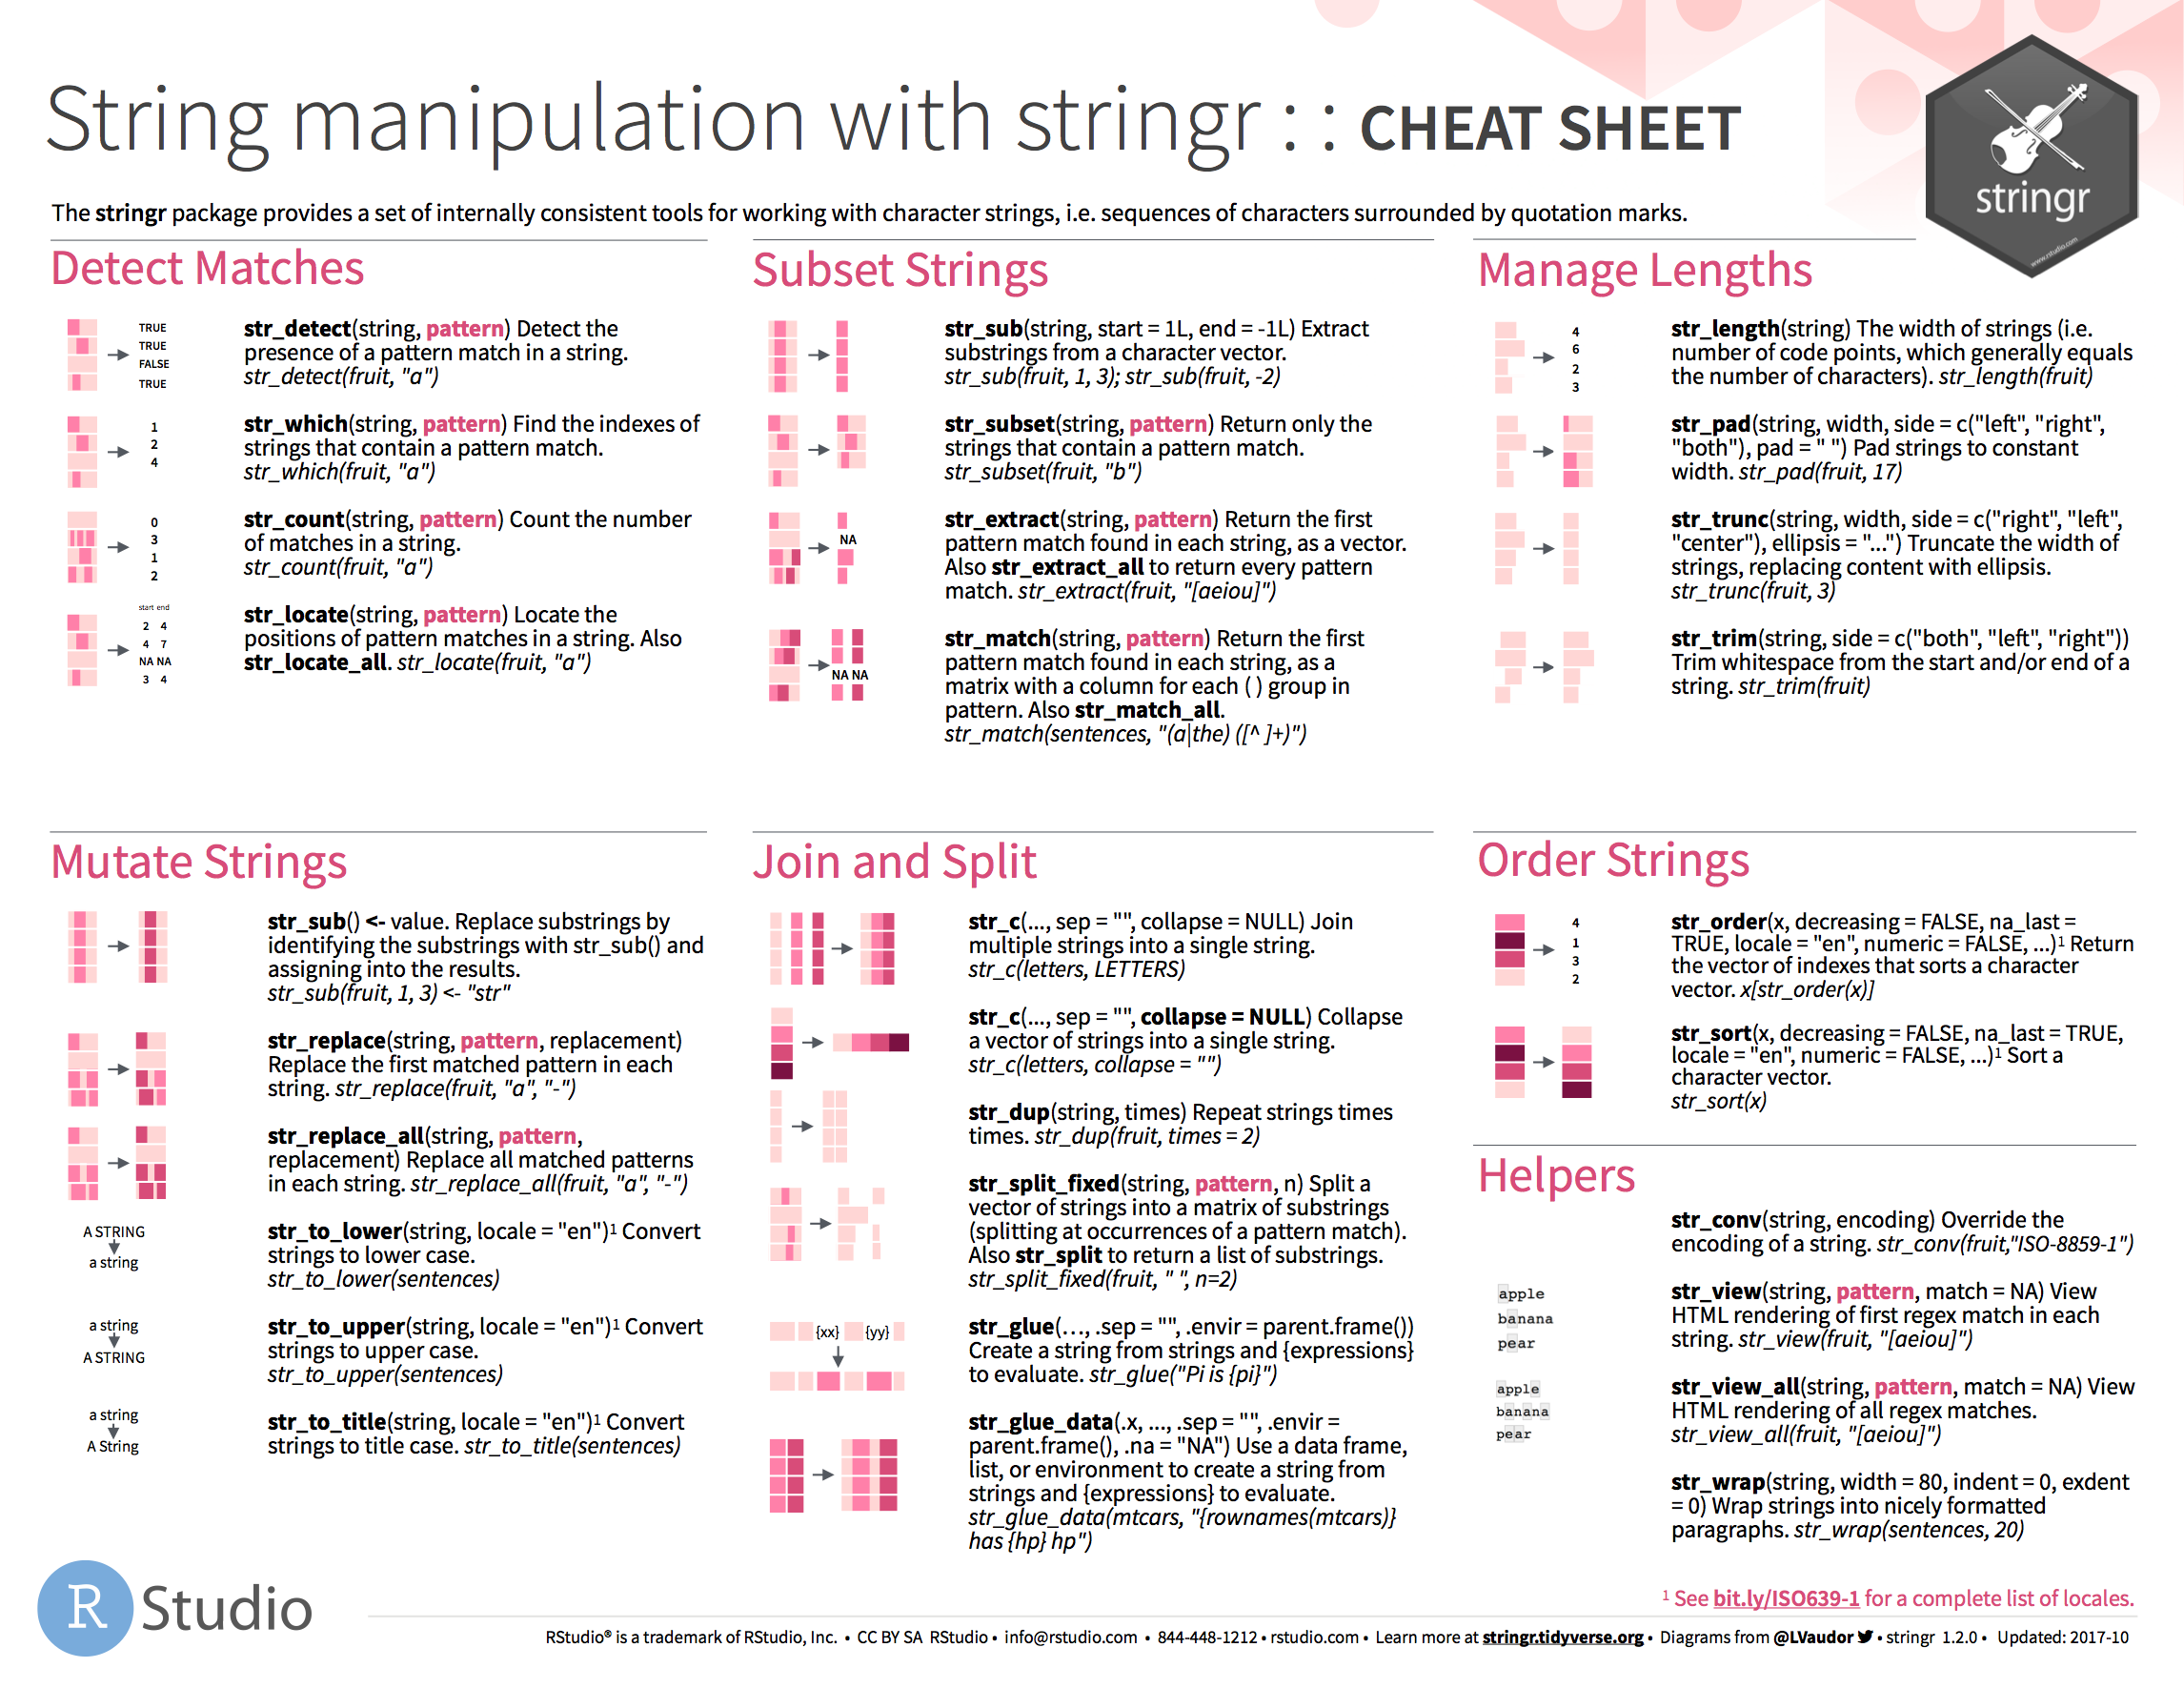 String manipulation with stringr : : CHEAT SHEET
stringr
www.rstudio.com
The stringr package provides a set of internally consistent tools for working with character strings, i.e. sequences of characters surrounded by quotation marks.
Detect Matches
TRUE
TRUE
FALSE
TRUE
str_detect(string, pattern) Detect the
presence of a pattern match in a string.
str_detect(fruit, "a")
1
2
4
str_which(string, pattern) Find the indexes of
strings that contain a pattern match.
str_which(fruit, "a")
0
3
1
2
str_count(string, pattern) Count the number
of matches in a string.
str_count(fruit, "a")
start end
2 4
4 7
NA NA
3 4
str_locate(string, pattern) Locate the
positions of pattern matches in a string. Also
str_locate_all. str_locate(fruit, "a")
Subset Strings
str_sub(string, start = 1L, end = -1L) Extract
substrings from a character vector.
str_sub(fruit, 1, 3); str_sub(fruit, -2)
str_subset(string, pattern) Return only the
strings that contain a pattern match.
str_subset(fruit, "b")
NA
str_extract(string, pattern) Return the first
pattern match found in each string, as a vector.
Also str_extract_all to return every pattern
match. str_extract(fruit, "[aeiou]")
NA NA
str_match(string, pattern) Return the first
pattern match found in each string, as a
matrix with a column for each ( ) group in
pattern. Also str_match_all.
str_match(sentences, "(a|the) ([^ ]+)")
Manage Lengths
4
6
2
3
str_length(string) The width of strings (i.e.
number of code points, which generally equals
the number of characters). str_length(fruit)
str_pad(string, width, side = c("left", "right",
"both"), pad = " ") Pad strings to constant
width. str_pad(fruit, 17)
str_trunc(string, width, side = c("right", "left",
"center"), ellipsis = "...") Truncate the width of
strings, replacing content with ellipsis.
str_trunc(fruit, 3)
str_trim(string, side = c("both", "left", "right"))
Trim whitespace from the start and/or end of a
string. str_trim(fruit)
Mutate Strings
str_sub() <- value. Replace substrings by
identifying the substrings with str_sub() and
assigning into the results.
str_sub(fruit, 1, 3) <- "str"
str_replace(string, pattern, replacement)
Replace the first matched pattern in each
string. str_replace(fruit, "a", "-")
str_replace_all(string, pattern,
replacement) Replace all matched patterns
in each string. str_replace_all(fruit, "a", "-")
A STRING
a string
str_to_lower(string, locale = "en")1 Convert
strings to lower case.
str_to_lower(sentences)
a string
A STRING
str_to_upper(string, locale = "en")1 Convert
strings to upper case.
str_to_upper(sentences)
a string
A String
str_to_title(string, locale = "en")1 Convert
strings to title case. str_to_title(sentences)
Join and Split
str_c(..., sep = "", collapse = NULL) Join
multiple strings into a single string.
str_c(letters, LETTERS)
str_c(..., sep = "", collapse = NULL) Collapse
a vector of strings into a single string.
str_c(letters, collapse = "")
str_dup(string, times) Repeat strings times
times. str_dup(fruit, times = 2)
str_split_fixed(string, pattern, n) Split a
vector of strings into a matrix of substrings
(splitting at occurrences of a pattern match).
Also str_split to return a list of substrings.
str_split_fixed(fruit, " ", n=2)
{xx} {yy}
str_glue(…, .sep = "", .envir = parent.frame())
Create a string from strings and {expressions}
to evaluate. str_glue("Pi is {pi}")
str_glue_data(.x, ..., .sep = "", .envir =
parent.frame(), .na = "NA") Use a data frame,
list, or environment to create a string from
strings and {expressions} to evaluate.
str_glue_data(mtcars, "{rownames(mtcars)}
has {hp} hp")
Order Strings
4
1
3
2
str_order(x, decreasing = FALSE, na_last =
TRUE, locale = "en", numeric = FALSE, ...)1 Return
the vector of indexes that sorts a character
vector. x[str_order(x)]
str_sort(x, decreasing = FALSE, na_last = TRUE,
locale = "en", numeric = FALSE, ...)1 Sort a
character vector.
str_sort(x)
Helpers
str_conv(string, encoding) Override the
encoding of a string. str_conv(fruit,"ISO-8859-1")
apple
banana
pear
str_view(string, pattern, match = NA) View
HTML rendering of first regex match in each
string. str_view(fruit, "[aeiou]")
apple
banana
pear
str_view_all(string, pattern, match = NA) View
HTML rendering of all regex matches.
str_view_all(fruit, "[aeiou]")
str_wrap(string, width = 80, indent = 0, exdent
= 0) Wrap strings into nicely formatted
paragraphs. str_wrap(sentences, 20)
1 See bit.ly/ISO639-1 for a complete list of locales.
R Studio
RStudio® is a trademark of RStudio, Inc. • CC BY SA RStudio • info@rstudio.com • 844-448-1212 • rstudio.com • Learn more at stringr.tidyverse.org • Diagrams from @LVaudor • stringr 1.2.0 • Updated: 2017-10